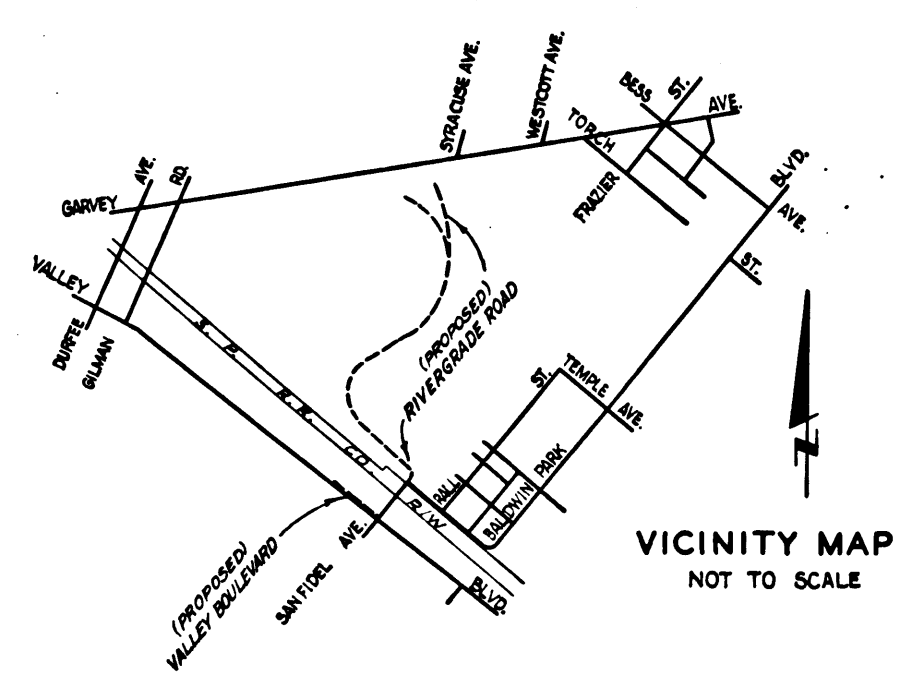 SYRACUSE AVE.
WESTCOTT AVE.
BESS ST.
AVE.
TORCH
FRAZIER
BLVD.
AVE.
ST.
GARVEY
AVE.
RD.
VALLEY
DURFEE
GILMAN
S. P. R.R. CO. R/W
(PROPOSED)
RIVERGRADE ROAD
ST.
TEMPLE AVE.
RALL
BALDWIN PARK
SAN FIDEL AVE.
BLVD.
(PROPOSED)
VALLEY BOULEVARD
N
VICINITY MAP
NOT TO SCALE